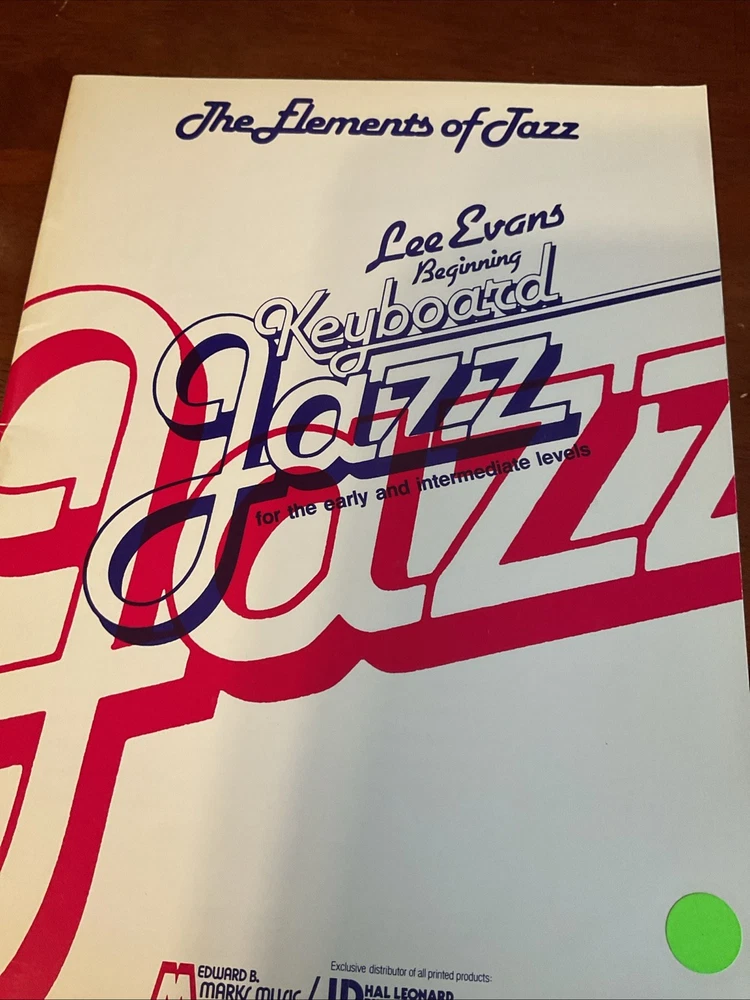 The Elements of Jazz
Lee Evans
Beginning
Keyboard
Jazz
Jazz
for the early and intermediate levels
EDWARD B.
MARKS MUSIC
Exclusive distributor of all printed products:
HAL LEONARD